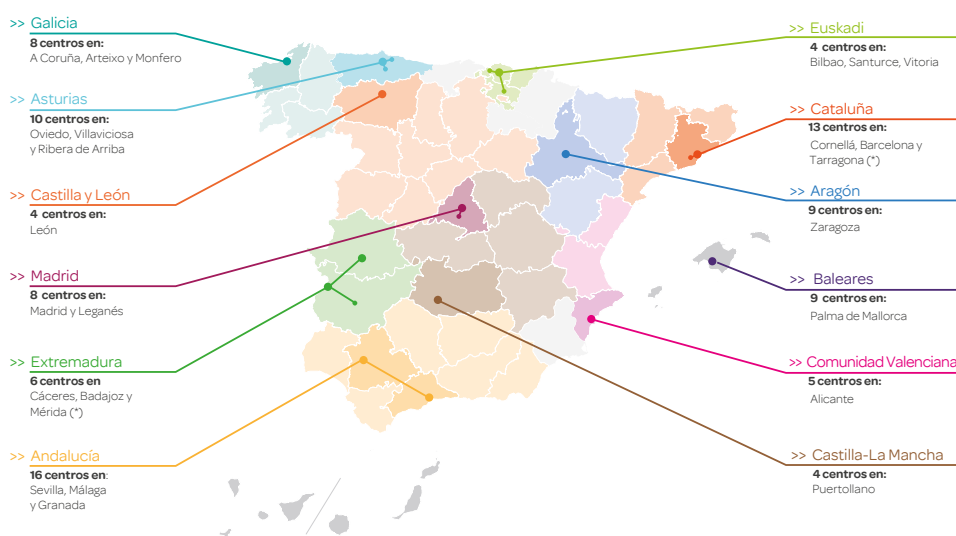 >> Galicia
8 centros en:
A Coruña, Arteixo y Monfero
>> Asturias
10 centros en:
Oviedo, Villaviciosa
y Ribera de Arriba
>> Castilla y León
4 centros en:
León
>> Madrid
8 centros en:
Madrid y Leganés
>> Extremadura
6 centros en
Cáceres, Badajoz y
Mérida (*)
>> Andalucía
16 centros en:
Sevilla, Málaga
y Granada
>> Euskadi
4 centros en:
Bilbao, Santurce, Vitoria
>> Cataluña
13 centros en:
Cornellá, Barcelona y
Tarragona (*)
>> Aragón
9 centros en:
Zaragoza
>> Baleares
9 centros en:
Palma de Mallorca
>> Comunidad Valenciana
5 centros en:
Alicante
>> Castilla-La Mancha
4 centros en:
Puertollano